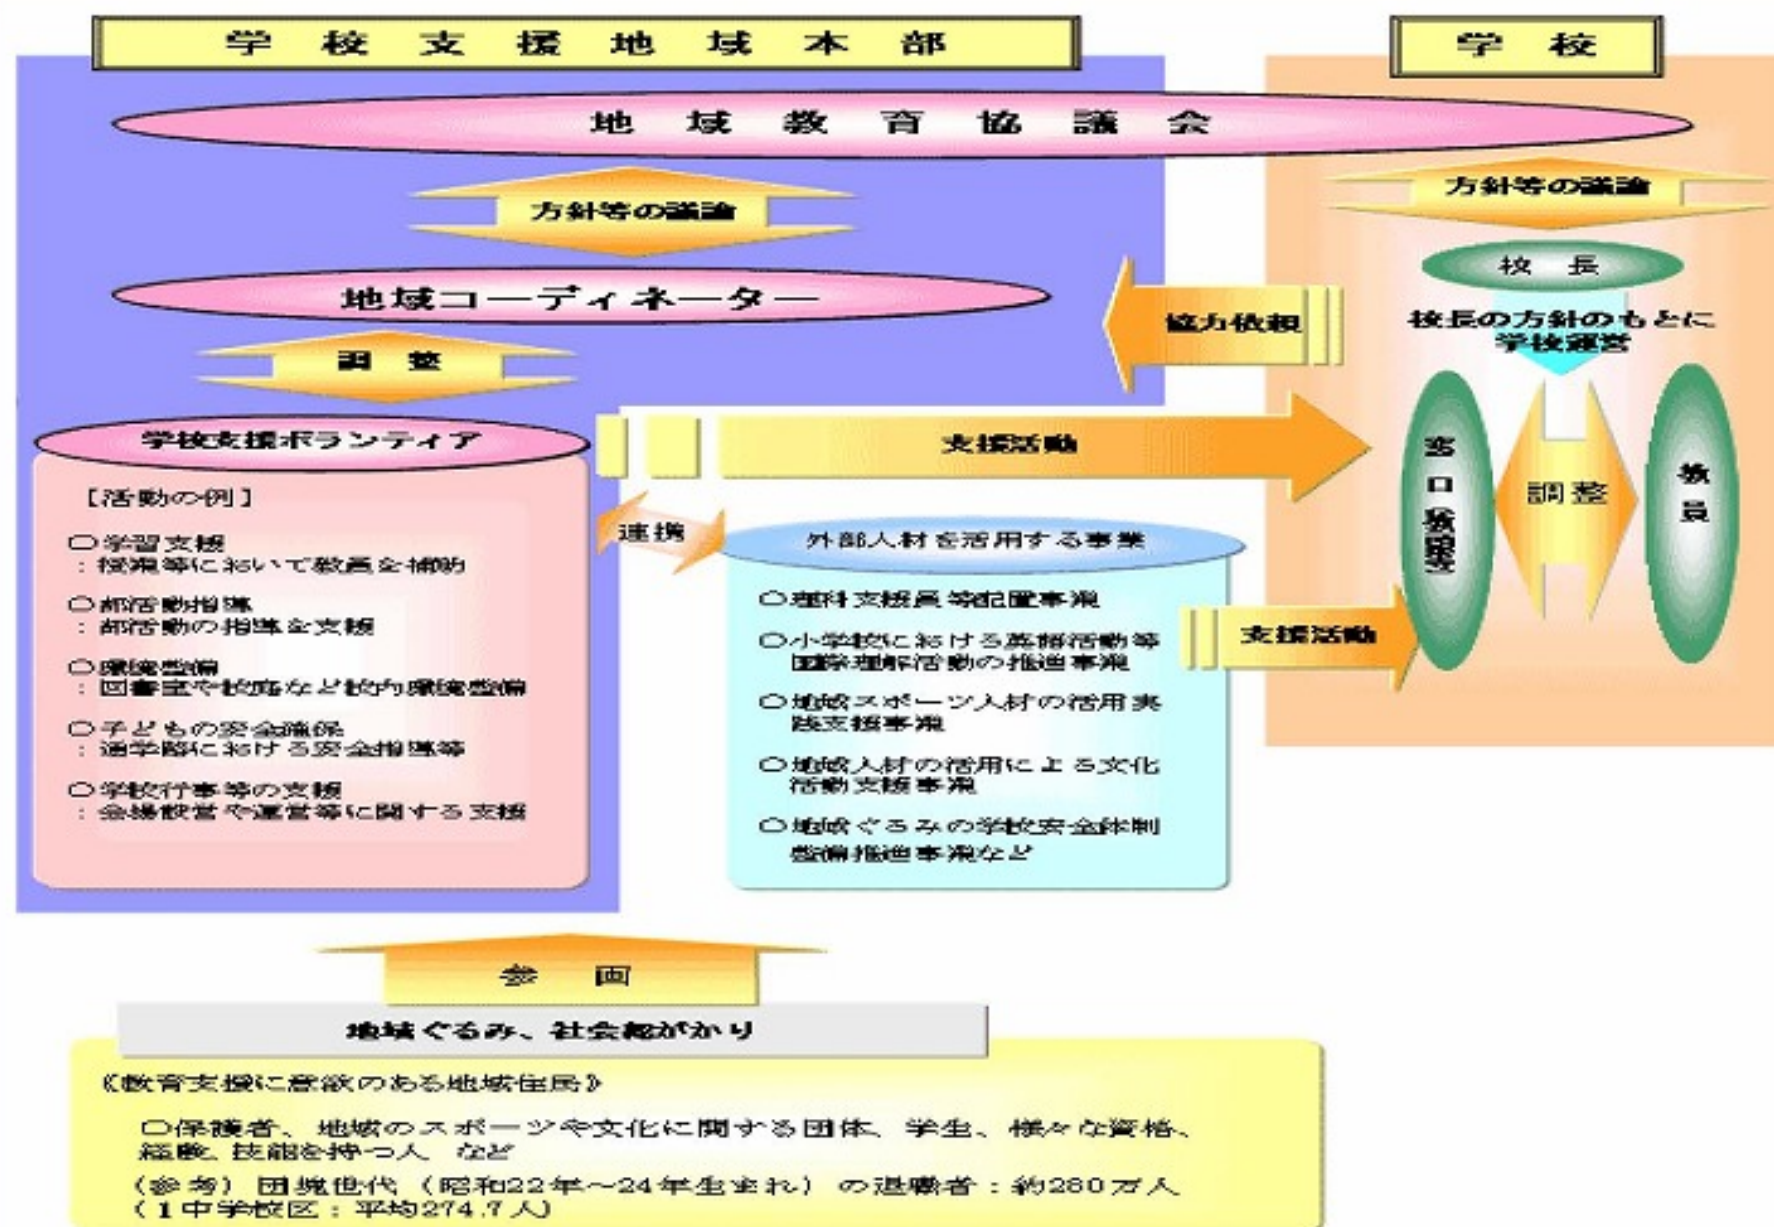 学校支援地域本部
学校
地域教育協議会
方針等の議論
方針等の議論
校長
地域コーディネーター
協力依頼
校長の方針のもとに
学校運営
調整
学校支援ボランティア
支援活動
窓口
教員
調整
［活動の例］
○学習支援
：授業等において教員を補助
○部活動指導
：部活動の指導を支援
○環境整備
：図書室や校庭など校内環境整備
○子どもの安全確保
：通学路における安全指導等
○学校行事等の支援
：会場設営や運営等に関する支援
連携
外部人材を活用する事業
○理科支援員等配置事業
○小学校における英語活動等
国際理解活動の推進事業
○地域スポーツ人材の活用実
践支援事業
○地域人材の活用による文化
活動支援事業
○地域ぐるみの学校安全体制
整備推進事業など
支援活動
参画
地域ぐるみ、社会総がかり
《教育支援に意欲のある地域住民》
○保護者、地域のスポーツや文化に関する団体、学生、様々な資格、
経験、技能を持つ人 など
（参考）団塊世代（昭和22年～24年生まれ）の退職者：約280万人
（１中学校区：平均274.7人）